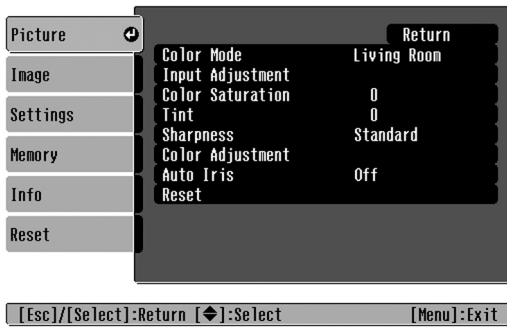 Picture
Image
Settings
Memory
Info
Reset
Return
Color Mode Living Room
Input Adjustment
Color Saturation 0
Tint 0
Sharpness Standard
Color Adjustment
Auto Iris Off
Reset
[Esc]/[Select]:Return [◆]:Select [Menu]:Exit